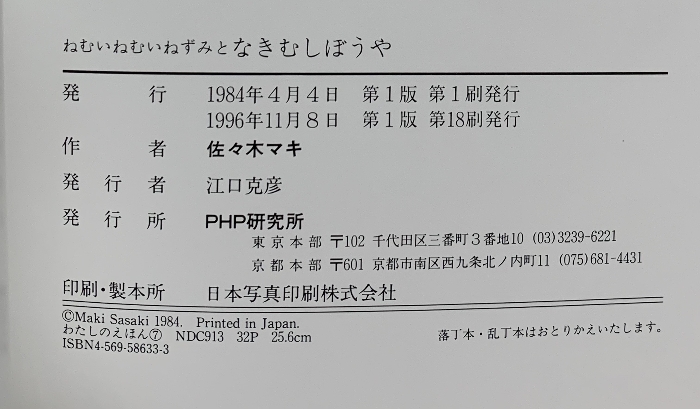 ねむいねむいねずみとなきむしぼうや
発行 1984年4月4日 第1版 第1刷発行
1996年11月8日 第1版 第18刷発行
作者 佐々木マキ
発行者 江口克彦
発行所 PHP研究所
東京本部 〒102 千代田区三番町3番地10 (03)3239-6221
京都本部 〒601 京都市南区西九条北ノ内町11 (075)681-4431
印刷・製本所 日本写真印刷株式会社
©Maki Sasaki 1984. Printed in Japan.
わたしのえほん⑦ NDC913 32P 25.6cm
ISBN4-569-58633-3
落丁本・乱丁本はおとりかえいたします。